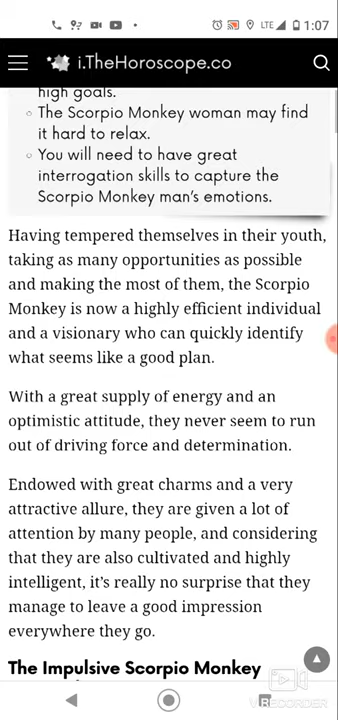 LTE 1:07
i.TheHoroscope.co
high goals.
The Scorpio Monkey woman may find
it hard to relax.
You will need to have great
interrogation skills to capture the
Scorpio Monkey man's emotions.
Having tempered themselves in their youth,
taking as many opportunities as possible
and making the most of them, the Scorpio
Monkey is now a highly efficient individual
and a visionary who can quickly identify
what seems like a good plan.
With a great supply of energy and an
optimistic attitude, they never seem to run
out of driving force and determination.
Endowed with great charms and a very
attractive allure, they are given a lot of
attention by many people, and considering
that they are also cultivated and highly
intelligent, it's really no surprise that they
manage to leave a good impression
everywhere they go.
The Impulsive Scorpio Monkey
VIRECORDER